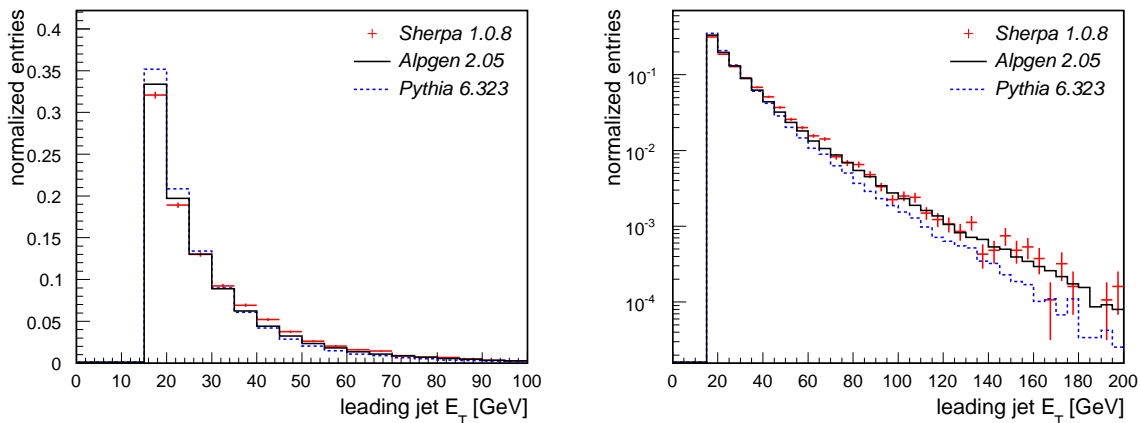 normalized entries
0.4
0.35
0.3
0.25
0.2
0.15
0.1
0.05
0
Sherpa 1.0.8
Alpgen 2.05
Pythia 6.323
0 10 20 30 40 50 60 70 80 90 100
leading jet E_T [GeV]
normalized entries
10^-1
10^-2
10^-3
10^-4
Sherpa 1.0.8
Alpgen 2.05
Pythia 6.323
0 20 40 60 80 100 120 140 160 180 200
leading jet E_T [GeV]